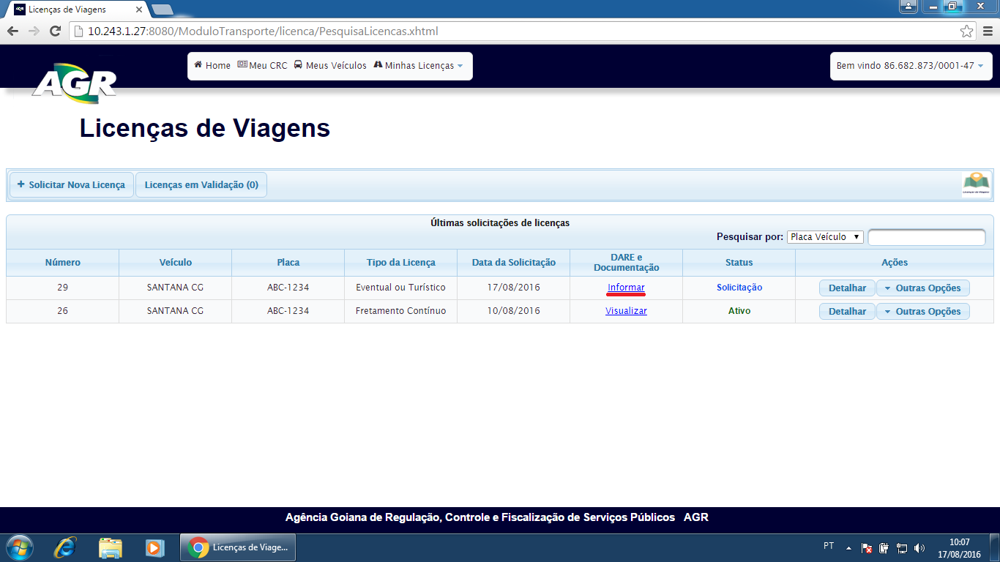 Licenças de Viagens
10.243.1.27:8080/ModuloTransporte/licenca/PesquisaLicencas.xhtml
AGR
Home Meu CRC Meus Veículos Minhas Licenças
Bem vindo 86.682.873/0001-47
Licenças de Viagens
+ Solicitar Nova Licença Licenças em Validação (0)
Últimas solicitações de licenças
Pesquisar por: Placa Veículo
Número Veículo Placa Tipo da Licença Data da Solicitação DARE e Documentação Status Ações
29 SANTANA CG ABC-1234 Eventual ou Turístico 17/08/2016 Informar Solicitação Detalhar Outras Opções
26 SANTANA CG ABC-1234 Fretamento Contínuo 10/08/2016 Visualizar Ativo Detalhar Outras Opções
Agência Goiana de Regulação, Controle e Fiscalização de Serviços Públicos AGR
Licenças de Viage...
PT
10:07
17/08/2016